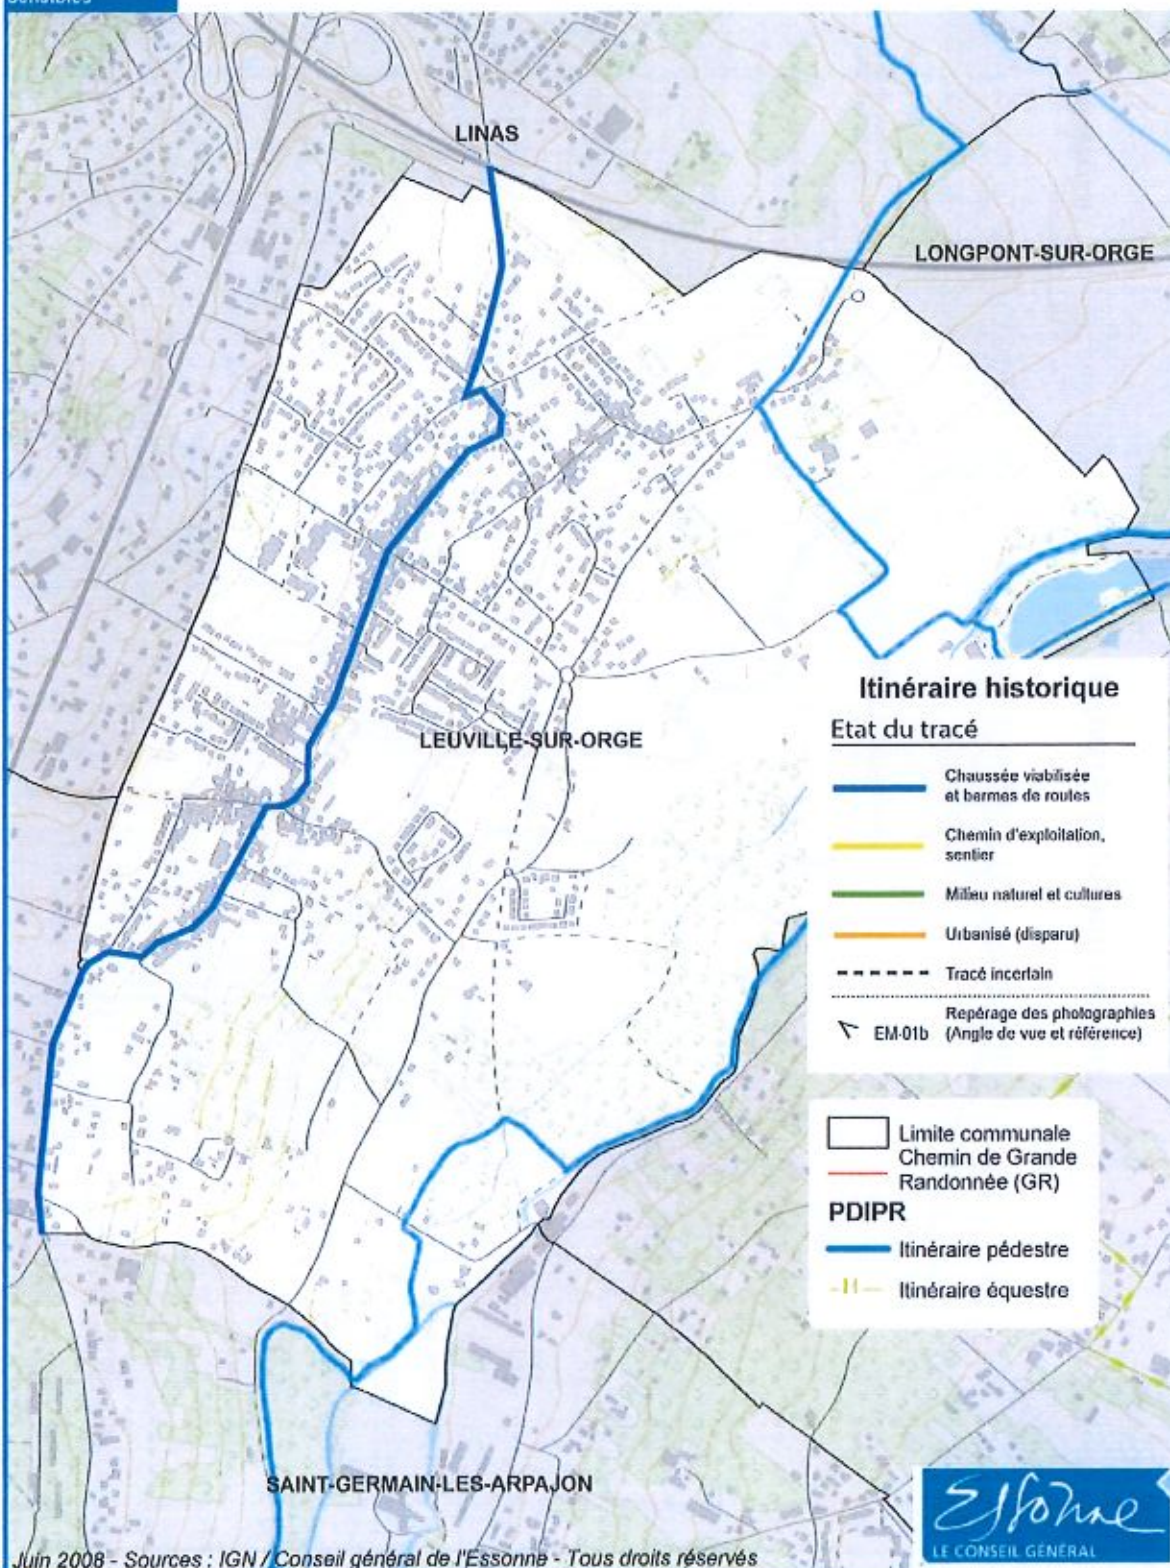 LINAS
LONGPONT-SUR-ORGE
LEUVILLE-SUR-ORGE
Itinéraire historique
Etat du tracé
Chaussée viabilisée
et bermes de routes
Chemin d'exploitation,
sentier
Milieu naturel et cultures
Urbanisé (disparu)
Tracé incertain
EM-01b
Repérage des photographies
(Angle de vue et référence)
Limite communale
Chemin de Grande
Randonnée (GR)
PDIPR
Itinéraire pédestre
Itinéraire équestre
SAINT-GERMAIN-LES-ARPAJON
Essonne
LE CONSEIL GÉNÉRAL
Juin 2008 - Sources : IGN / Conseil général de l'Essonne - Tous droits réservés